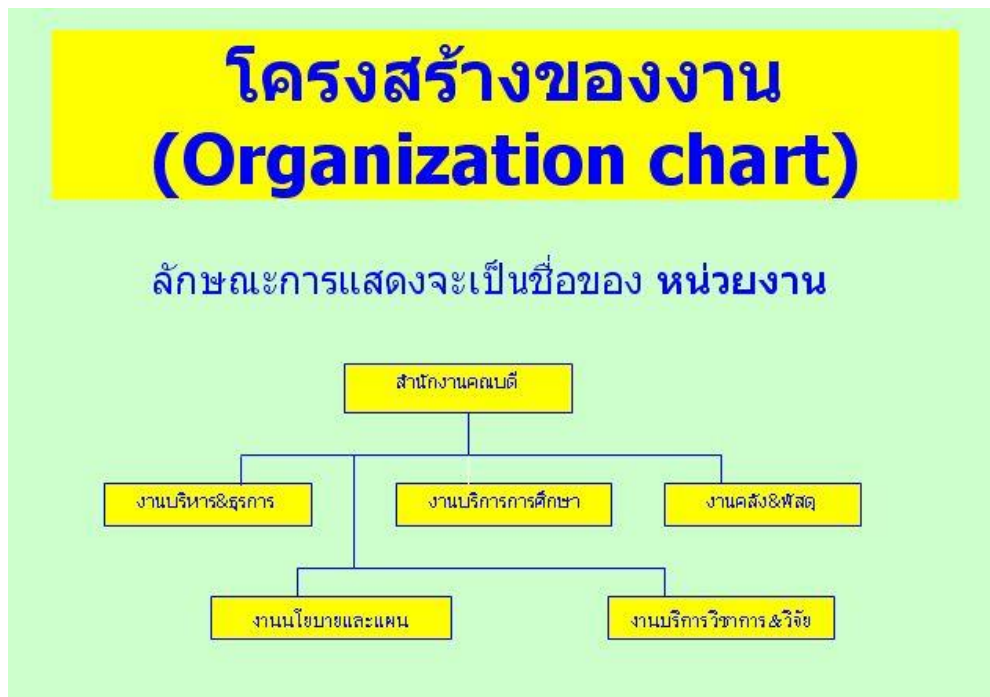 โครงสร้างของงาน
(Organization chart)
ลักษณะการแสดงจะเป็นชื่อของ หน่วยงาน
สำนักงานคณบดี
งานบริหาร&ธุรการ
งานบริการการศึกษา
งานคลัง&พัสดุ
งานนโยบายและแผน
งานบริการวิชาการ&วิจัย